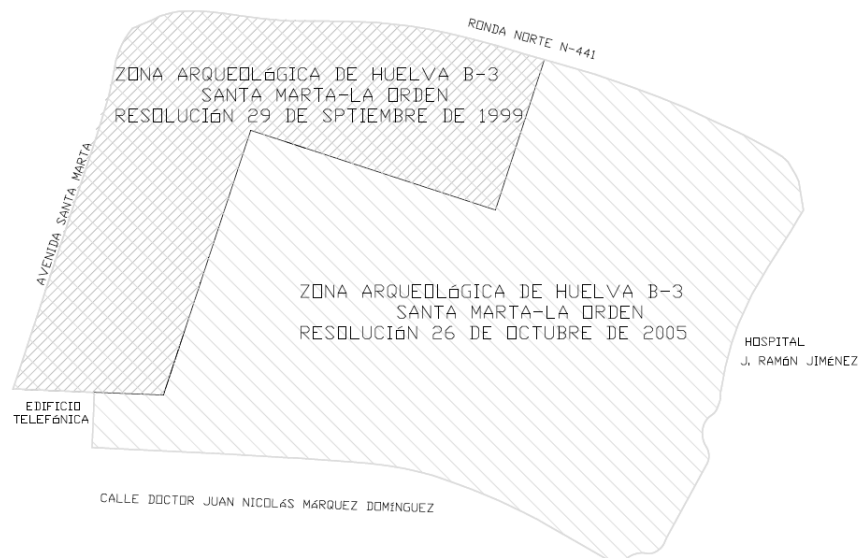 RONDA NORTE N-441
ZONA ARQUEOLóGICA DE HUELVA B-3
SANTA MARTA-LA ORDEN
RESOLUCIóN 29 DE SPTIEMBRE DE 1999
AVENIDA SANTA MARTA
ZONA ARQUEOLóGICA DE HUELVA B-3
SANTA MARTA-LA ORDEN
RESOLUCIóN 26 DE OCTUBRE DE 2005
HOSPITAL
J. RAMóN JIMéNEZ
EDIFICIO
TELEFóNICA
CALLE DOCTOR JUAN NICOLáS MáRQUEZ DOMíNGUEZ